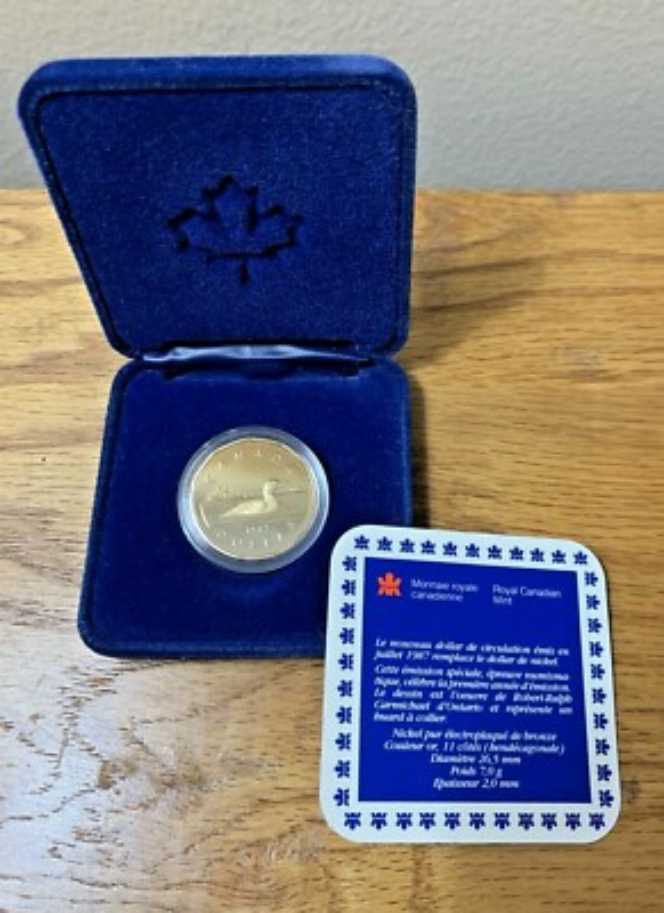 CANADA
1987
DOLLAR
Monnaie royale
canadienne
Royal Canadian
Mint
Le nouveau dollar de circulation émis en
juillet 1987 remplace le dollar de nickel.
Cette émission spéciale, épreuve numisma
tique, célèbre la première année d'émission.
Le dessin est l'oeuvre de Robert-Ralph
Carmichael d'Ontario et représente un
huard à collier.
Nickel pur électroplaqué de bronze
Couleur or, 11 côtés (hendécagonale)
Diamètre 26,5 mm
Poids 7,0 g
Épaisseur 2,0 mm